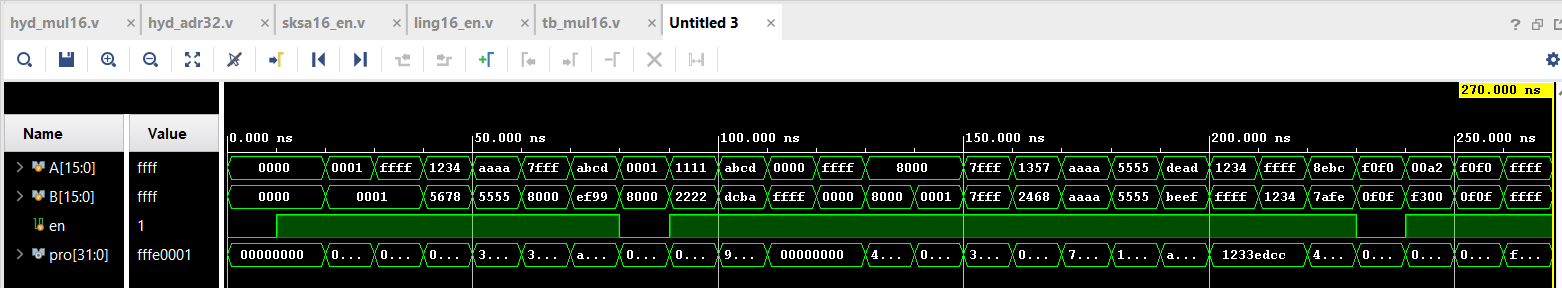 hyd_mul16.v × hyd_adr32.v × sksa16_en.v × ling16_en.v × tb_mul16.v × Untitled 3 × ?
270.000 ns
Name Value 0.000 ns 50.000 ns 100.000 ns 150.000 ns 200.000 ns 250.000 ns
A[15:0] ffff 0000 0001 ffff 1234 aaaa 7fff abcd 0001 1111 abcd 0000 ffff 8000 7fff 1357 aaaa 5555 dead 1234 ffff 8ebc f0f0 00a2 f0f0 ffff
B[15:0] ffff 0000 0001 5678 5555 8000 ef99 8000 2222 dcba ffff 0000 8000 0001 7fff 2468 aaaa 5555 beef ffff 1234 7afe 0f0f f300 0f0f ffff
en 1
pro[31:0] fffe0001 00000000 0... 0... 0... 3... 3... a... 0... 0... 9... 00000000 4... 0... 3... 0... 7... 1... a... 1233edcc 4... 0... 0... 0... f...